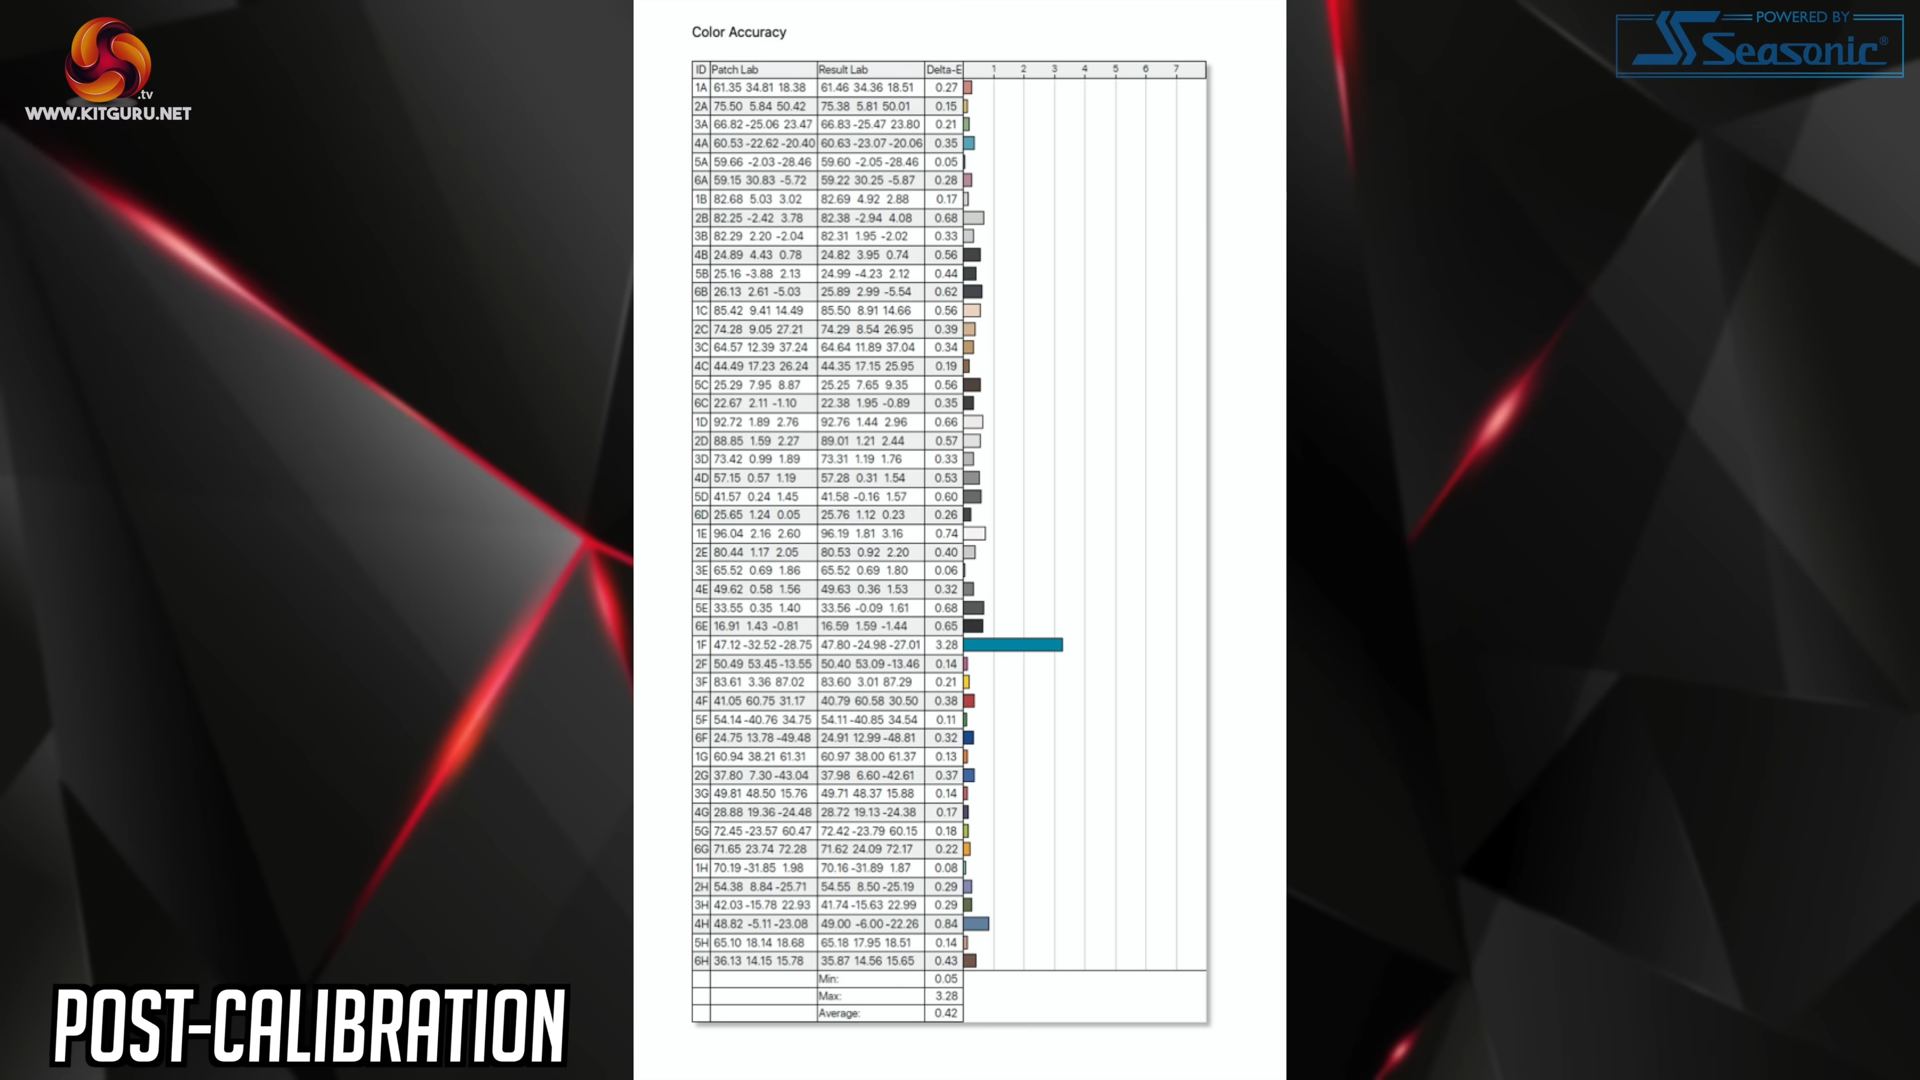 Color Accuracy
POWERED BY
Seasonic®
.tv
WWW.KITGURU.NET
ID Patch Lab Result Lab Delta-E 1 2 3 4 5 6 7
1A 61.35 34.81 18.38 61.46 34.36 18.51 0.27
2A 75.50 5.84 50.42 75.38 5.81 50.01 0.15
3A 66.82 -25.06 23.47 66.83 -25.47 23.80 0.21
4A 60.53 -22.62 -20.40 60.63 -23.07 -20.06 0.35
5A 59.66 -2.03 -28.46 59.60 -2.05 -28.46 0.05
6A 59.15 30.83 -5.72 59.22 30.25 -5.87 0.28
1B 82.68 5.03 3.02 82.69 4.92 2.88 0.17
2B 82.25 -2.42 3.78 82.38 -2.94 4.08 0.68
3B 82.29 2.20 -2.04 82.31 1.95 -2.02 0.33
4B 24.89 4.43 0.78 24.82 3.95 0.74 0.56
5B 25.16 -3.88 2.13 24.99 -4.23 2.12 0.44
6B 26.13 2.61 -5.03 25.89 2.99 -5.54 0.62
1C 85.42 9.41 14.49 85.50 8.91 14.66 0.56
2C 74.28 9.05 27.21 74.29 8.54 26.95 0.39
3C 64.57 12.39 37.24 64.64 11.89 37.04 0.34
4C 44.49 17.23 26.24 44.35 17.15 25.95 0.19
5C 25.29 7.95 8.87 25.25 7.65 9.35 0.56
6C 22.67 2.11 -1.10 22.38 1.95 -0.89 0.35
1D 92.72 1.89 2.76 92.76 1.44 2.96 0.66
2D 88.85 1.59 2.27 89.01 1.21 2.44 0.57
3D 73.42 0.99 1.89 73.31 1.19 1.76 0.33
4D 57.15 0.57 1.19 57.28 0.31 1.54 0.53
5D 41.57 0.24 1.45 41.58 -0.16 1.57 0.60
6D 25.65 1.24 0.05 25.76 1.12 0.23 0.26
1E 96.04 2.16 2.60 96.19 1.81 3.16 0.74
2E 80.44 1.17 2.05 80.53 0.92 2.20 0.40
3E 65.52 0.69 1.86 65.52 0.69 1.80 0.06
4E 49.62 0.58 1.56 49.63 0.36 1.53 0.32
5E 33.55 0.35 1.40 33.56 -0.09 1.61 0.68
6E 16.91 1.43 -0.81 16.59 1.59 -1.44 0.65
1F 47.12 -32.52 -28.75 47.80 -24.98 -27.01 3.28
2F 50.49 53.45 -13.55 50.40 53.09 -13.46 0.14
3F 83.61 3.36 87.02 83.60 3.01 87.29 0.21
4F 41.05 60.75 31.17 40.79 60.58 30.50 0.38
5F 54.14 -40.76 34.75 54.11 -40.85 34.54 0.11
6F 24.75 13.78 -49.48 24.91 12.99 -48.81 0.32
1G 60.94 38.21 61.31 60.97 38.00 61.37 0.13
2G 37.80 7.30 -43.04 37.98 6.60 -42.61 0.37
3G 49.81 48.50 15.76 49.71 48.37 15.88 0.14
4G 28.88 19.36 -24.48 28.72 19.13 -24.38 0.17
5G 72.45 -23.57 60.47 72.42 -23.79 60.15 0.18
6G 71.65 23.74 72.28 71.62 24.09 72.17 0.22
1H 70.19 -31.85 1.98 70.16 -31.89 1.87 0.08
2H 54.38 8.84 -25.71 54.55 8.50 -25.19 0.29
3H 42.03 -15.78 22.93 41.74 -15.63 22.99 0.29
4H 48.82 -5.11 -23.08 49.00 -6.00 -22.26 0.84
5H 65.10 18.14 18.68 65.18 17.95 18.51 0.14
6H 36.13 14.15 15.78 35.87 14.56 15.65 0.43
Min: 0.05
Max: 3.28
Average: 0.42
POST-CALIBRATION